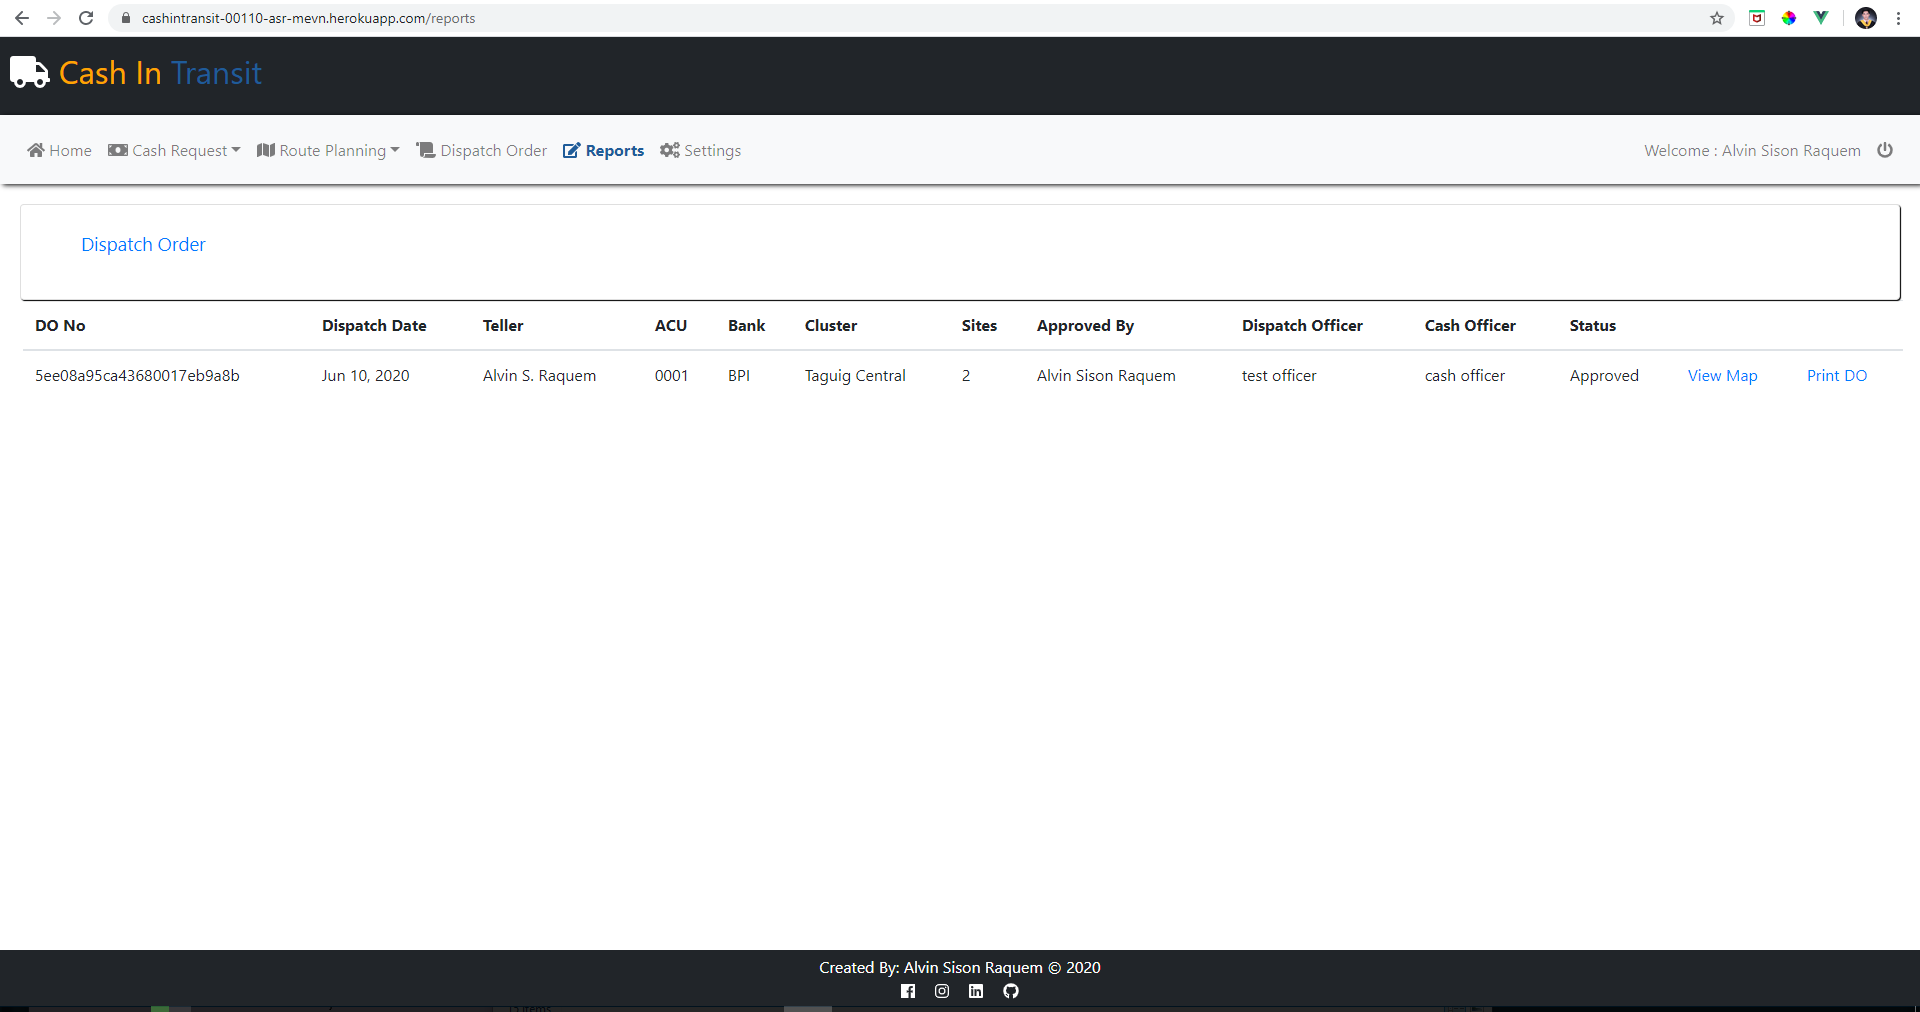 cashintransit-00110-asr-mevn.herokuapp.com/reports
Cash In Transit
Home Cash Request Route Planning Dispatch Order Reports Settings Welcome : Alvin Sison Raquem
Dispatch Order
DO No Dispatch Date Teller ACU Bank Cluster Sites Approved By Dispatch Officer Cash Officer Status
5ee08a95ca43680017eb9a8b Jun 10, 2020 Alvin S. Raquem 0001 BPI Taguig Central 2 Alvin Sison Raquem test officer cash officer Approved View Map Print DO
Created By: Alvin Sison Raquem © 2020